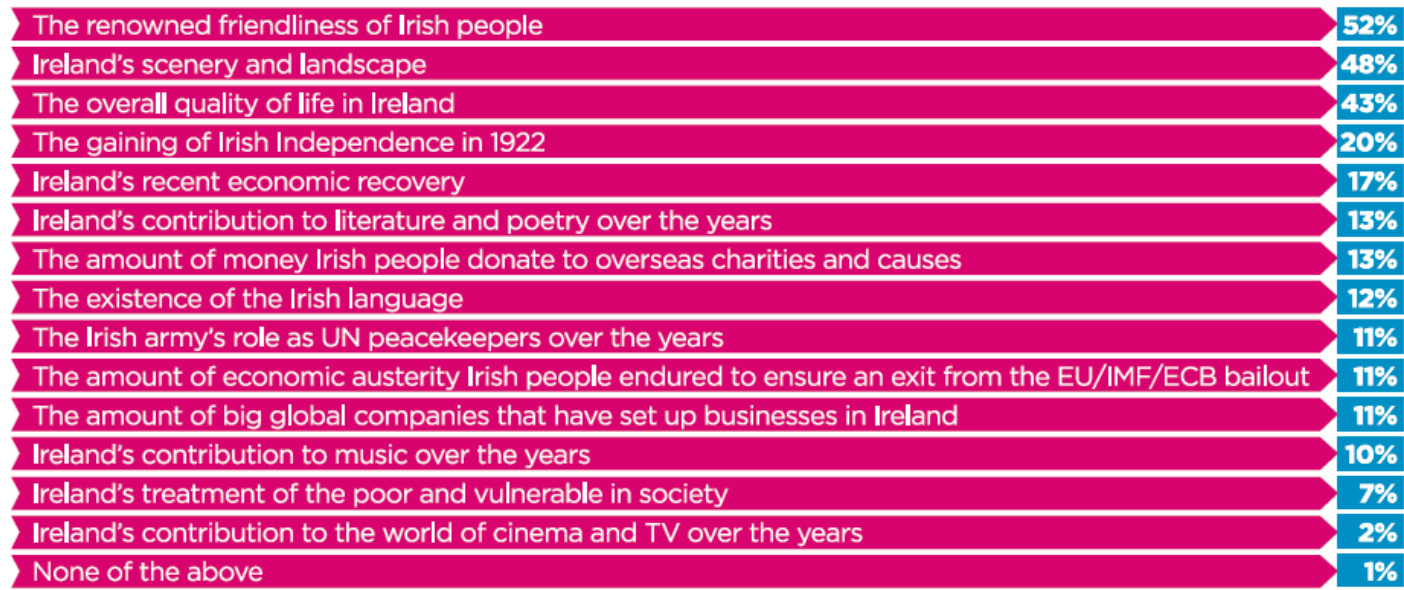 The renowned friendliness of Irish people 52%
Ireland's scenery and landscape 48%
The overall quality of life in Ireland 43%
The gaining of Irish Independence in 1922 20%
Ireland's recent economic recovery 17%
Ireland's contribution to literature and poetry over the years 13%
The amount of money Irish people donate to overseas charities and causes 13%
The existence of the Irish language 12%
The Irish army's role as UN peacekeepers over the years 11%
The amount of economic austerity Irish people endured to ensure an exit from the EU/IMF/ECB bailout 11%
The amount of big global companies that have set up businesses in Ireland 11%
Ireland's contribution to music over the years 10%
Ireland's treatment of the poor and vulnerable in society 7%
Ireland's contribution to the world of cinema and TV over the years 2%
None of the above 1%